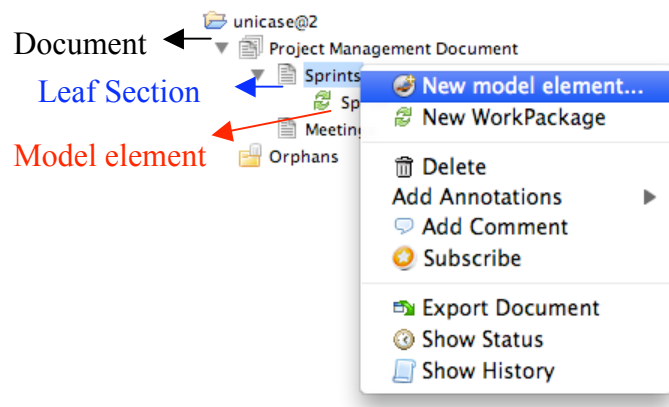 unicase@2
Document
Project Management Document
Leaf Section
Sprints
New model element...
Sp
New WorkPackage
Model element
Meetin
Orphans
Delete
Add Annotations
Add Comment
Subscribe
Export Document
Show Status
Show History